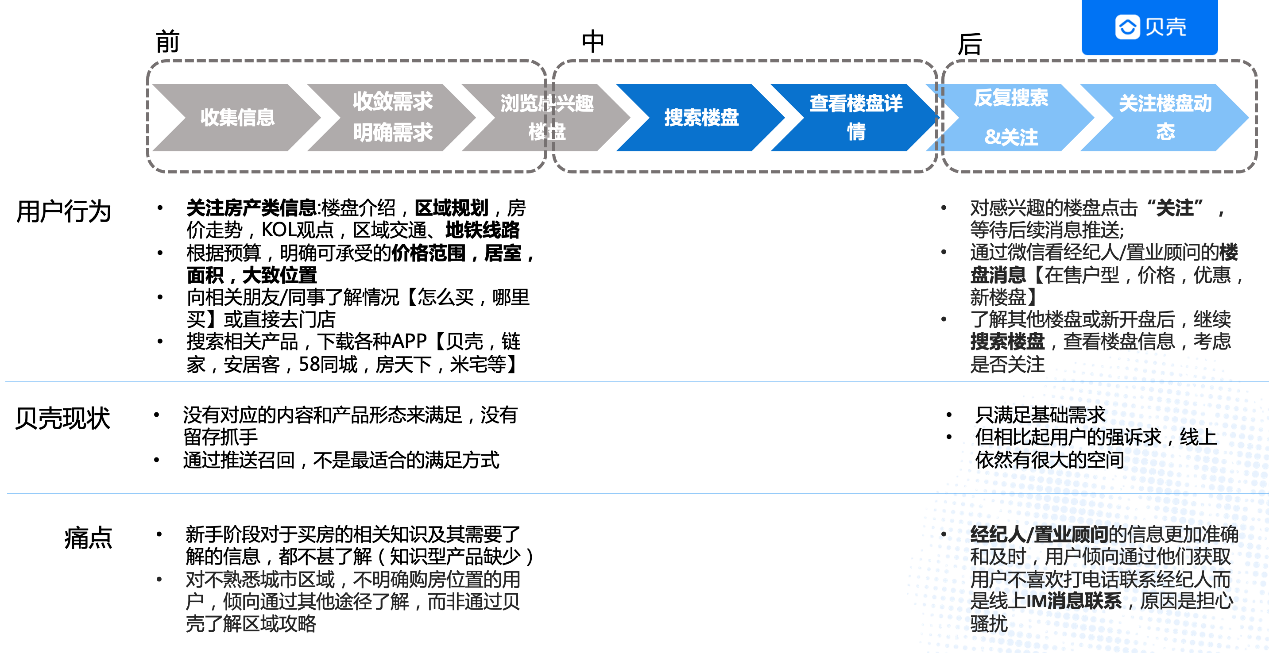 前
中
后
贝壳
收集信息
收敛需求
明确需求
浏览感兴趣
楼盘
搜索楼盘
查看楼盘详
情
反复搜索
&关注
关注楼盘动
态
用户行为
• 关注房产类信息:楼盘介绍，区域规划，房
价走势，KOL观点，区域交通、地铁线路
• 根据预算，明确可承受的价格范围，居室，
面积，大致位置
• 向相关朋友/同事了解情况【怎么买，哪里
买】或直接去门店
• 搜索相关产品，下载各种APP【贝壳，链
家，安居客，58同城，房天下，米宅等】
• 对感兴趣的楼盘点击“关注”，
等待后续消息推送;
• 通过微信看经纪人/置业顾问的楼
盘消息【在售户型，价格，优惠，
新楼盘】
• 了解其他楼盘或新开盘后，继续
搜索楼盘，查看楼盘信息，考虑
是否关注
贝壳现状
• 没有对应的内容和产品形态来满足，没有
留存抓手
• 通过推送召回，不是最适合的满足方式
• 只满足基础需求
• 但相比起用户的强诉求，线上
依然有很大的空间
痛点
• 新手阶段对于买房的相关知识及其需要了
解的信息，都不甚了解（知识型产品缺少）
• 对不熟悉城市区域，不明确购房位置的用
户，倾向通过其他途径了解，而非通过贝
壳了解区域攻略
• 经纪人/置业顾问的信息更加准确
和及时，用户倾向通过他们获取
用户不喜欢打电话联系经纪人而
是线上IM消息联系，原因是担心
骚扰